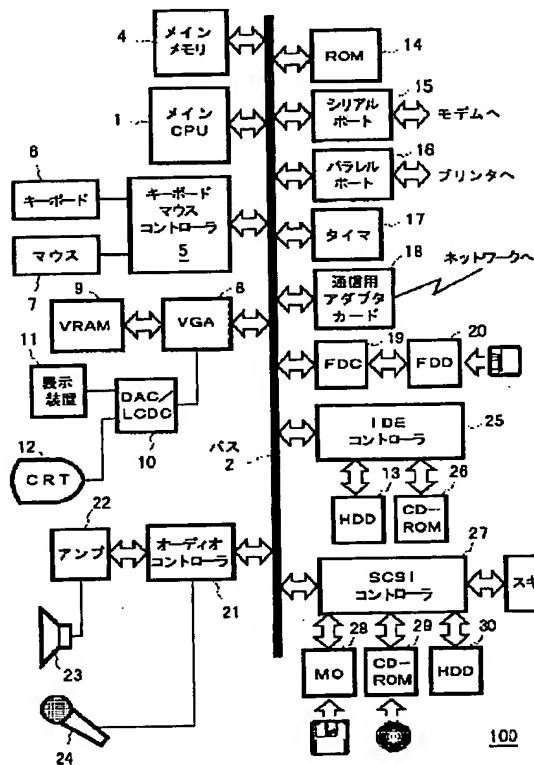 4
メイン
メモリ
1
メイン
CPU
6
キーボード
7
マウス
キーボード
マウス
コントローラ
5
9
VRAM
8
VGA
11
表示
装置
DAC/
LCDC
10
12
CRT
22
アンプ
オーディオ
コントローラ
21
23
24
バス
2
ROM
14
シリアル
ポート
15
モデムへ
パラレル
ポート
16
プリンタへ
タイマ
17
通信用
アダプタ
カード
18
ネットワークへ
FDC
19
FDD
20
IDE
コントローラ
25
HDD
13
CD-
ROM
26
SCSI
コントローラ
27
スキ
MO
28
CD-
ROM
29
HDD
30
100